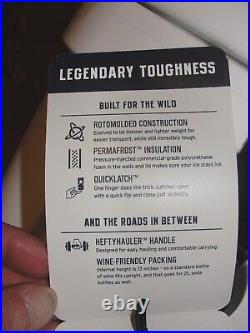 LEGENDARY TOUGHNESS
BUILT FOR THE WILD
ROTOMOLDED CONSTRUCTION
Evolved to be thinner and lighter weight for
easier transport, while still incredibly tough.
PERMAFROST™ INSULATION
Pressure-injected commercial-grade polyurethane
foam in the walls and lid makes sure your ice stays ice.
QUICKLATCH™
One finger does the trick. Latches open
with a quick flip and close just as quickly.
AND THE ROADS IN BETWEEN
HEFTYHAULER™ HANDLE
Designed for easy hauling and comfortable carrying.
WINE-FRIENDLY PACKING
Internal height is 13 inches – so a standard bottle
of wine fits upright, and that goes for 2L soda
bottles as well.